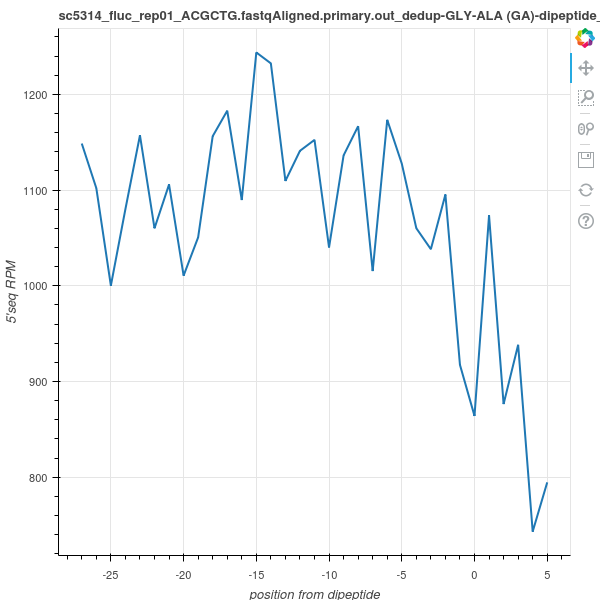 sc5314_fluc_rep01_ACGCTG.fastqAligned.primary.out_dedup-GLY-ALA (GA)-dipeptide_
1200
1100
1000
900
800
5'seq RPM
-25 -20 -15 -10 -5 0 5
position from dipeptide